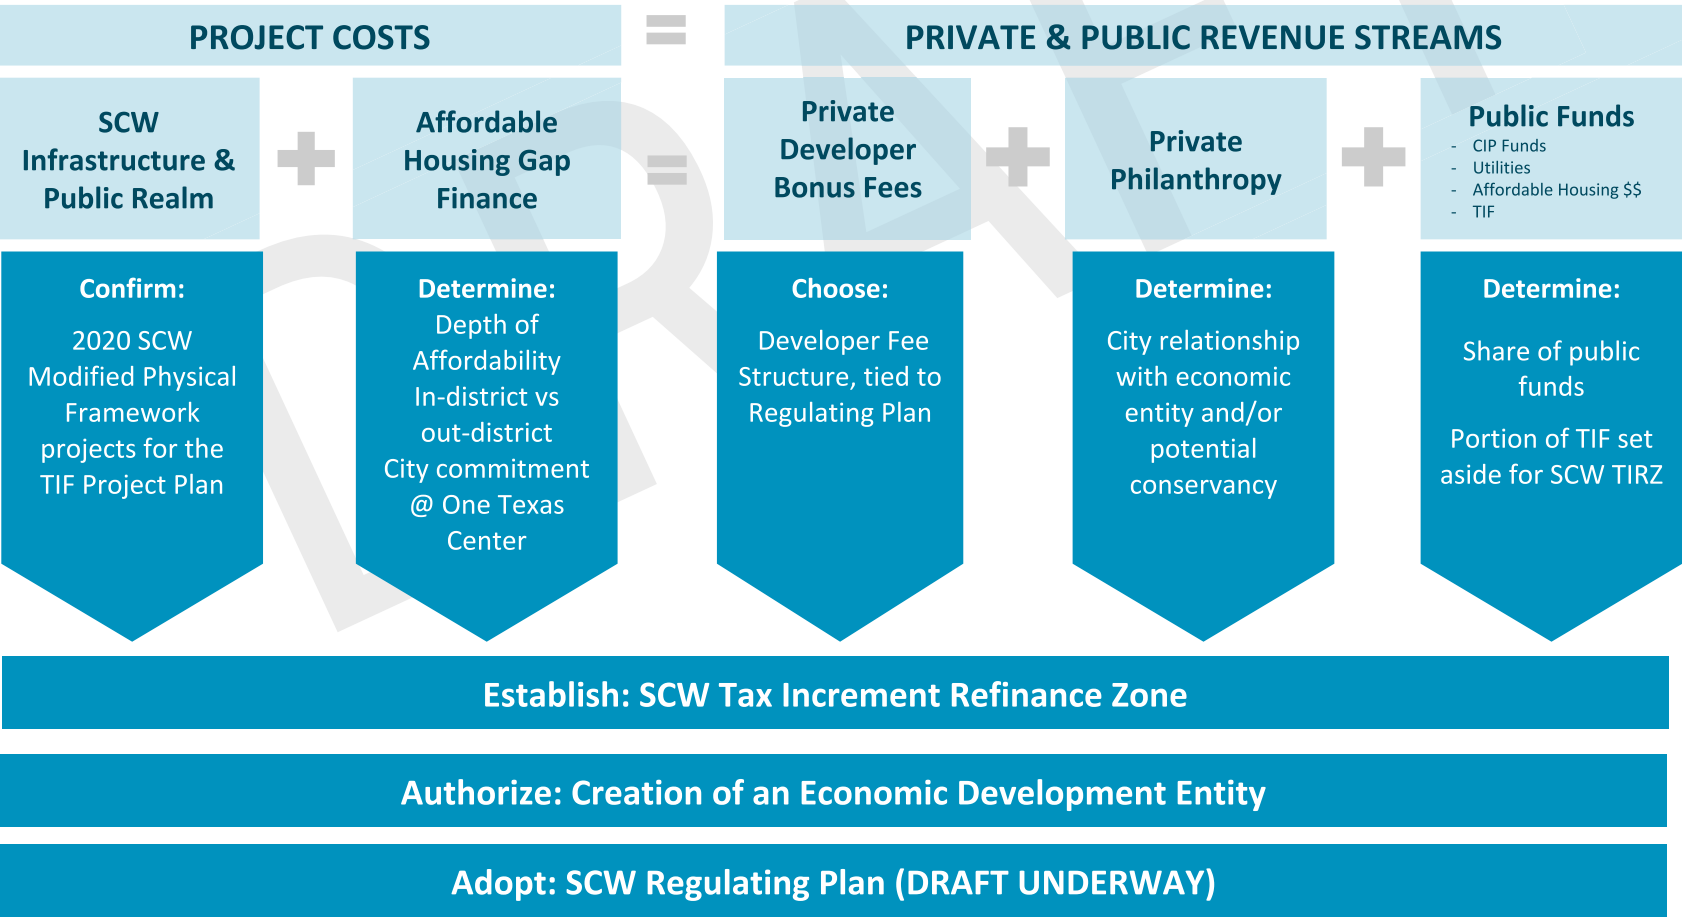 PROJECT COSTS
=
PRIVATE & PUBLIC REVENUE STREAMS
SCW
Infrastructure &
Public Realm
+
Affordable
Housing Gap
Finance
=
Private
Developer
Bonus Fees
+
Private
Philanthropy
+
Public Funds
- CIP Funds
- Utilities
- Affordable Housing $$
- TIF
Confirm:
2020 SCW
Modified Physical
Framework
projects for the
TIF Project Plan
Determine:
Depth of
Affordability
In-district vs
out-district
City commitment
@ One Texas
Center
Choose:
Developer Fee
Structure, tied to
Regulating Plan
Determine:
City relationship
with economic
entity and/or
potential
conservancy
Determine:
Share of public
funds
Portion of TIF set
aside for SCW TIRZ
Establish: SCW Tax Increment Refinance Zone
Authorize: Creation of an Economic Development Entity
Adopt: SCW Regulating Plan (DRAFT UNDERWAY)
DRAFT